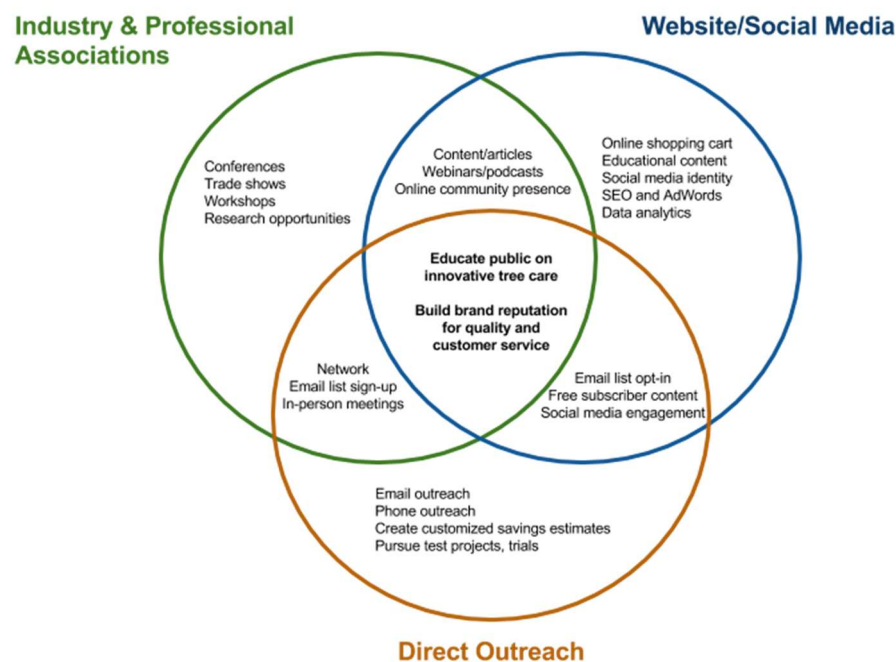 Industry & Professional
Associations
Website/Social Media
Conferences
Trade shows
Workshops
Research opportunities
Content/articles
Webinars/podcasts
Online community presence
Online shopping cart
Educational content
Social media identity
SEO and AdWords
Data analytics
Educate public on
innovative tree care
Build brand reputation
for quality and
customer service
Network
Email list sign-up
In-person meetings
Email list opt-in
Free subscriber content
Social media engagement
Email outreach
Phone outreach
Create customized savings estimates
Pursue test projects, trials
Direct Outreach